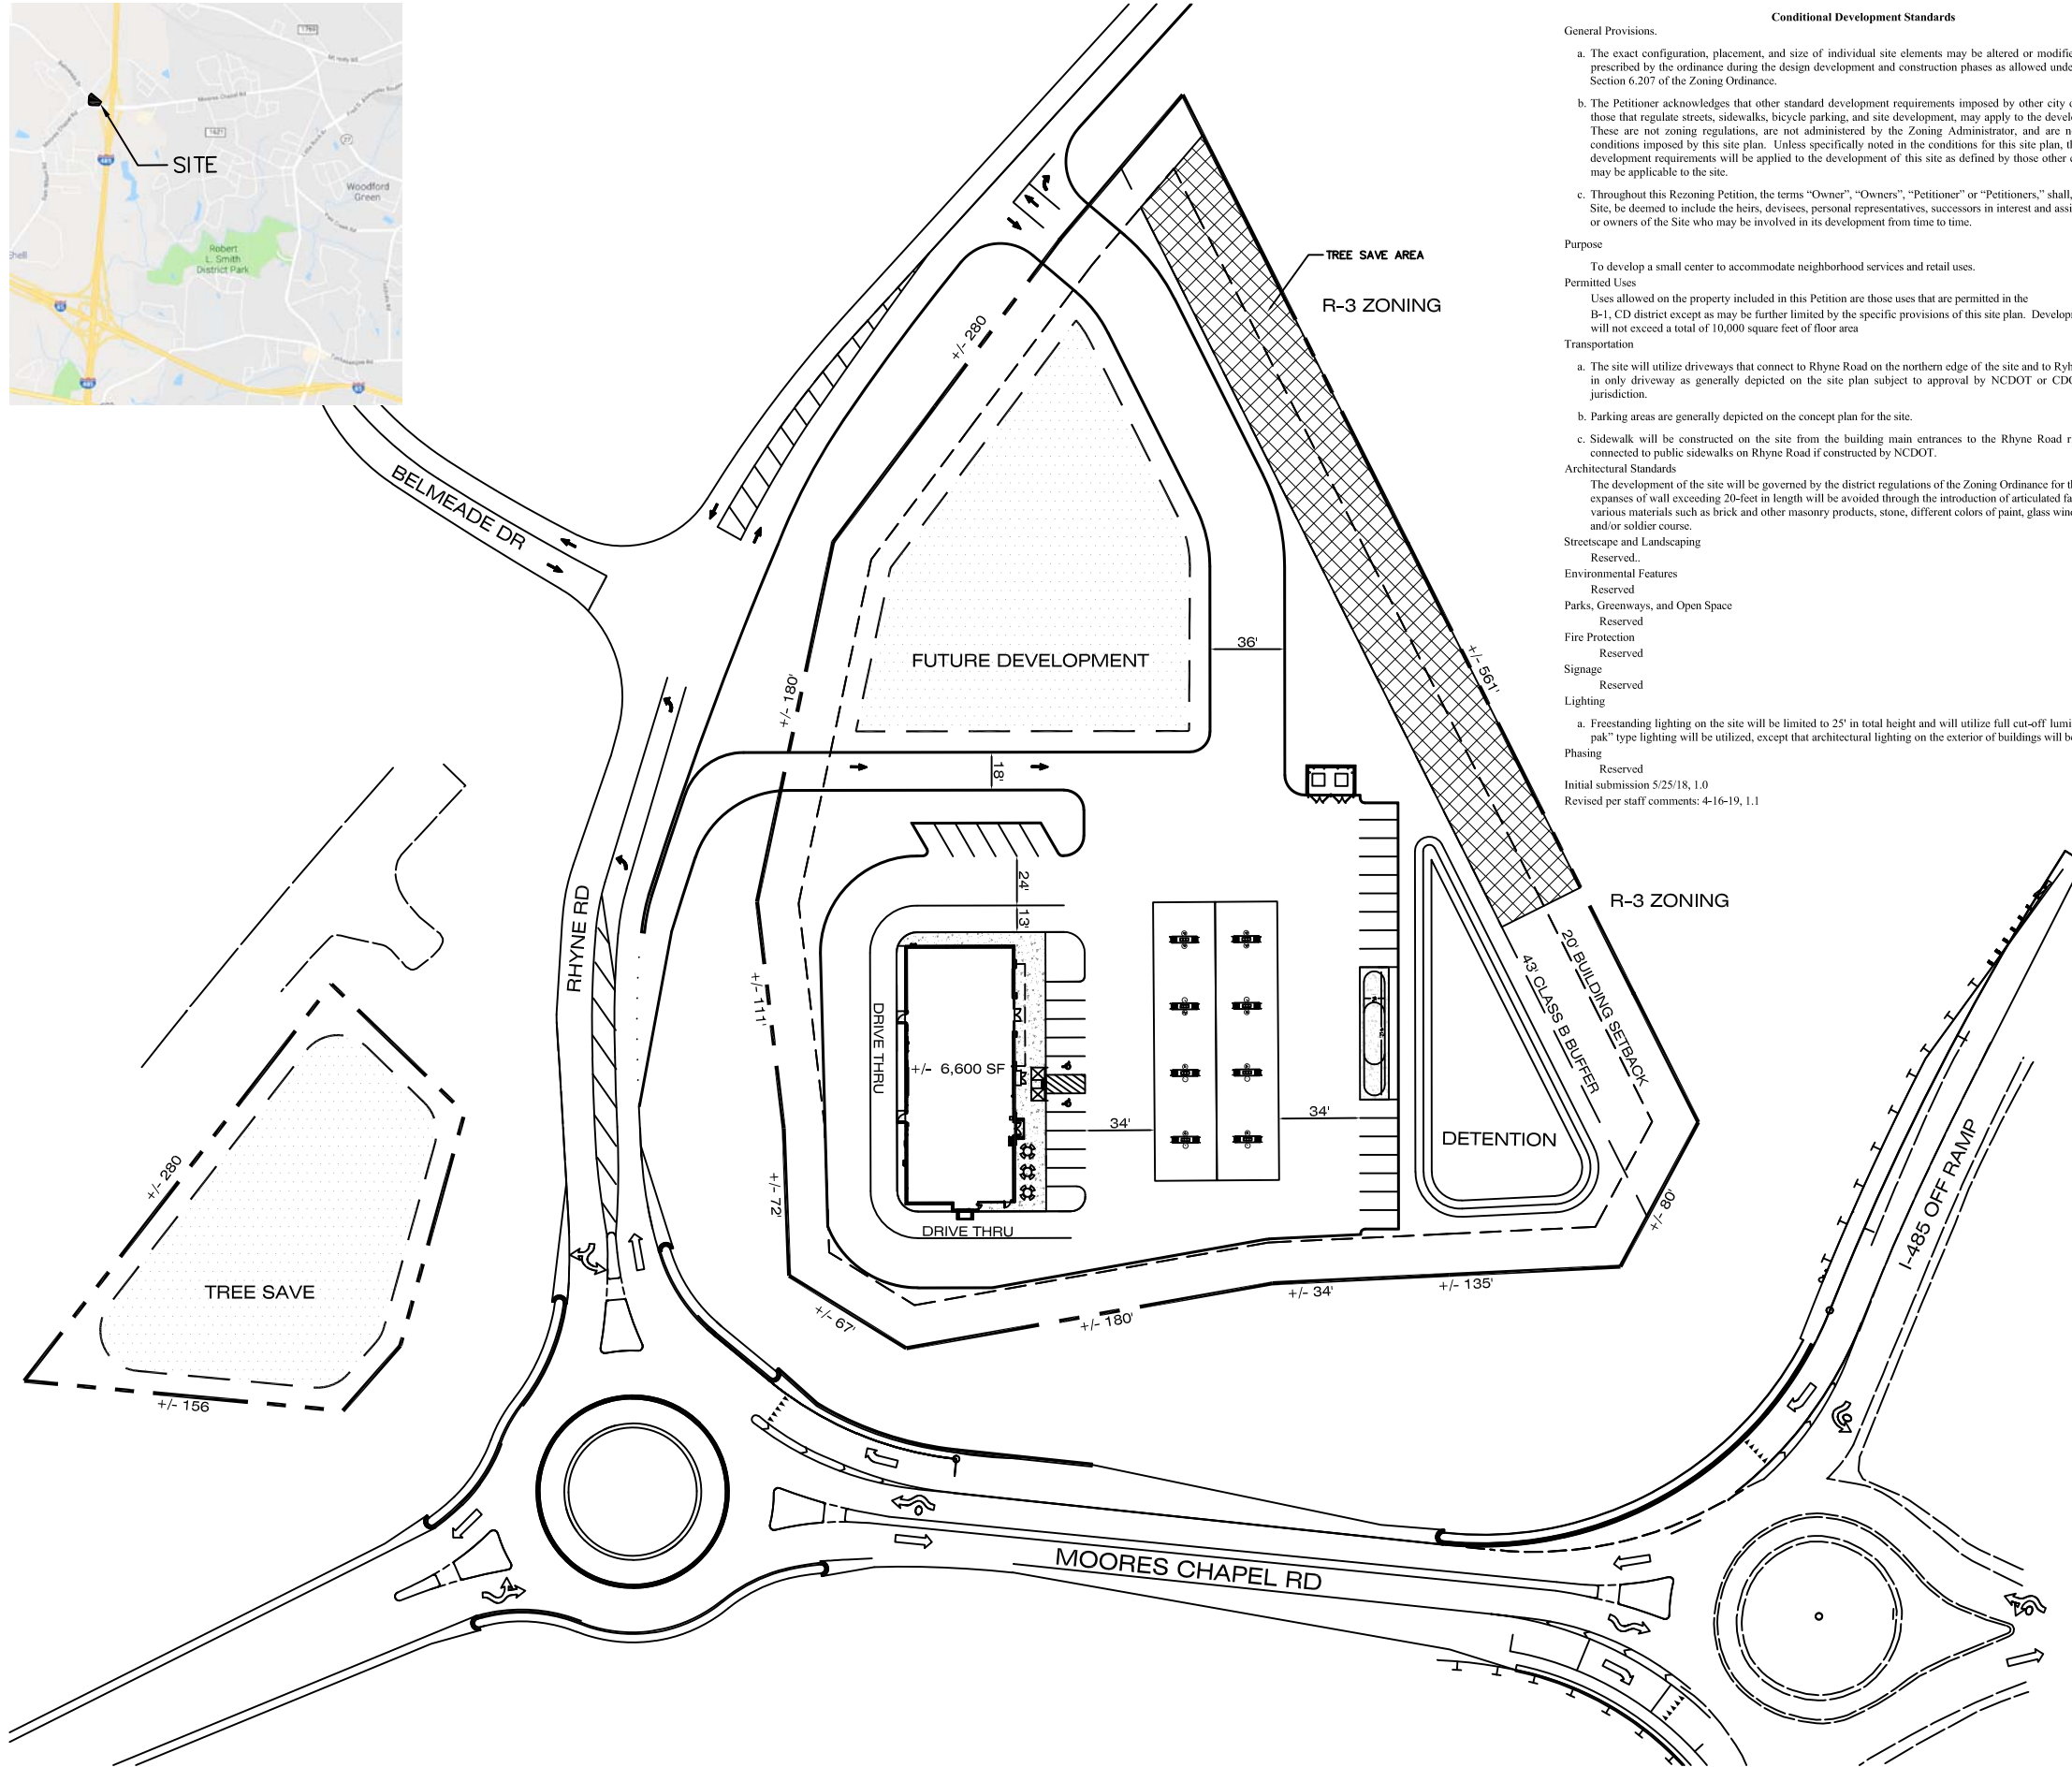 Conditional Development Standards
General Provisions.
a. The exact configuration, placement, and size of individual site elements may be altered or
prescribed by the ordinance during the design development and construction phases as allowed
Section 6.207 of the Zoning Ordinance.
b. The Petitioner acknowledges that other standard development requirements imposed by other city
those that regulate streets, sidewalks, bicycle parking, and site development, may apply to the
These are not zoning regulations, are not administered by the Zoning Administrator, and are
conditions imposed by this site plan. Unless specifically noted in the conditions for this site plan,
development requirements will be applied to the development of this site as defined by those other
may be applicable to the site.
c. Throughout this Rezoning Petition, the terms “Owner”, “Owners”, “Petitioner” or “Petitioners,” shall,
Site, be deemed to include the heirs, devisees, personal representatives, successors in interest and
or owners of the Site who may be involved in its development from time to time.
Purpose
To develop a small center to accommodate neighborhood services and retail uses.
Permitted Uses
Uses allowed on the property included in this Petition are those uses that are permitted in the
B-1, CD district except as may be further limited by the specific provisions of this site plan.
will not exceed a total of 10,000 square feet of floor area
Transportation
a. The site will utilize driveways that connect to Rhyne Road on the northern edge of the site and to
in only driveway as generally depicted on the site plan subject to approval by NCDOT or
jurisdiction.
b. Parking areas are generally depicted on the concept plan for the site.
c. Sidewalk will be constructed on the site from the building main entrances to the Rhyne Road
connected to public sidewalks on Rhyne Road if constructed by NCDOT.
Architectural Standards
The development of the site will be governed by the district regulations of the Zoning Ordinance for
expanses of wall exceeding 20-feet in length will be avoided through the introduction of articulated
various materials such as brick and other masonry products, stone, different colors of paint, glass
and/or soldier course.
Streetscape and Landscaping
Reserved..
Environmental Features
Reserved
Parks, Greenways, and Open Space
Reserved
Fire Protection
Reserved
Signage
Reserved
Lighting
a. Freestanding lighting on the site will be limited to 25' in total height and will utilize full cut-off
pak” type lighting will be utilized, except that architectural lighting on the exterior of buildings will
Phasing
Reserved
Initial submission 5/25/18, 1.0
Revised per staff comments: 4-16-19, 1.1
SITE
Woodford
Green
Robert
L. Smith
District Park
Moores Chapel Rd
1621
485
85
485
27
TREE SAVE AREA
R-3 ZONING
+/- 280
BELMEADE DR
FUTURE DEVELOPMENT
36'
+/- 561'
+/- 180'
18'
RHYNE RD
24'
13'
R-3 ZONING
20' BUILDING SETBACK
43' CLASS B BUFFER
+/- 111'
DRIVE THRU
+/- 6,600 SF
34'
34'
DETENTION
I-485 OFF RAMP
+/- 280
+/- 72'
+/- 80'
DRIVE THRU
TREE SAVE
+/- 135'
+/- 34'
+/- 67'
+/- 180'
+/- 156
MOORES CHAPEL RD